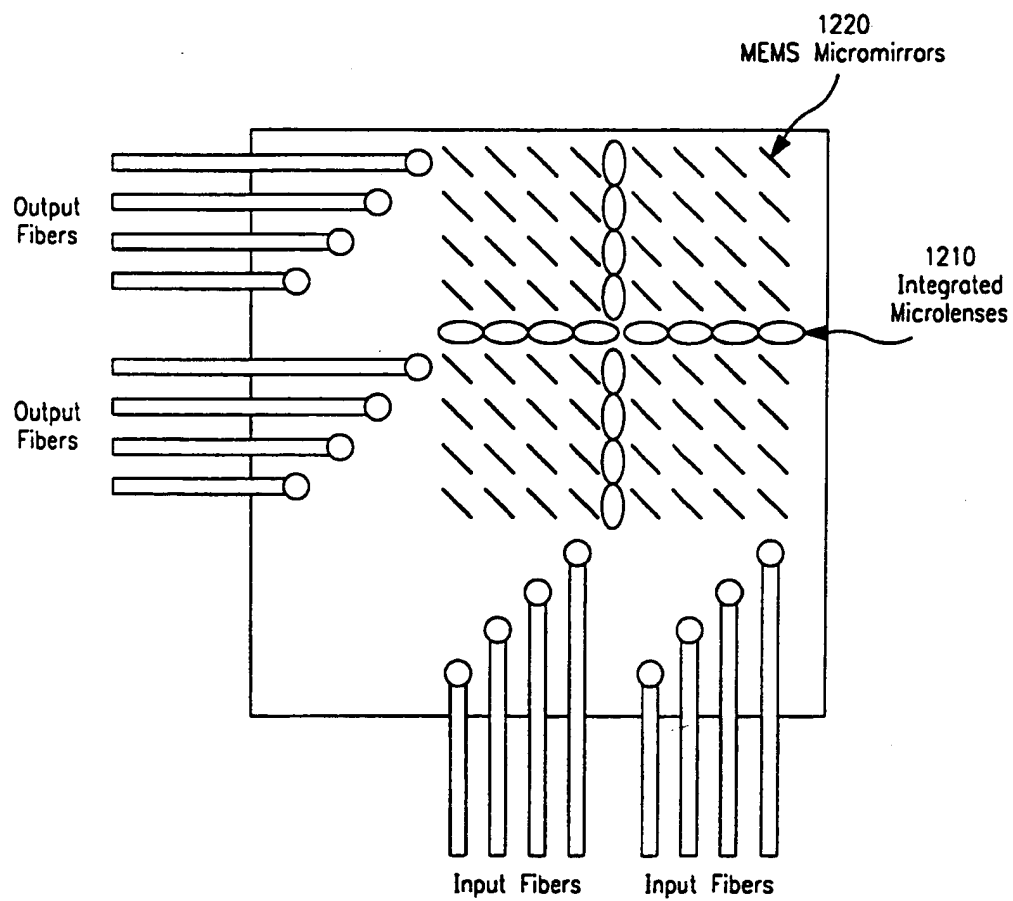 1220
MEMS Micromirrors
Output
Fibers
1210
Integrated
Microlenses
Output
Fibers
Input Fibers
Input Fibers